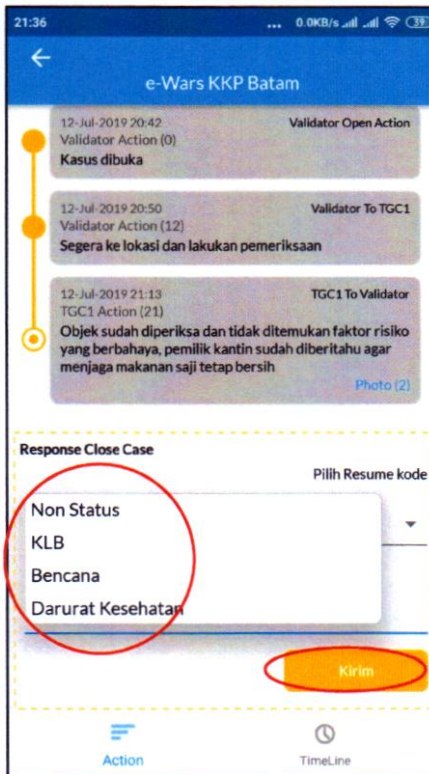 21:36
... 0.0KB/s 39
e-Wars KKP Batam
12-Jul-2019 20:42 Validator Open Action
Validator Action (0)
Kasus dibuka
12-Jul-2019 20:50 Validator To TGC1
Validator Action (12)
Segera ke lokasi dan lakukan pemeriksaan
12-Jul-2019 21:13 TGC1 To Validator
TGC1 Action (21)
Objek sudah diperiksa dan tidak ditemukan faktor risiko
yang berbahaya, pemilik kantin sudah diberitahu agar
menjaga makanan saji tetap bersih
Photo (2)
Response Close Case
Pilih Resume kode
Non Status
KLB
Bencana
Darurat Kesehatan
Kirim
Action TimeLine